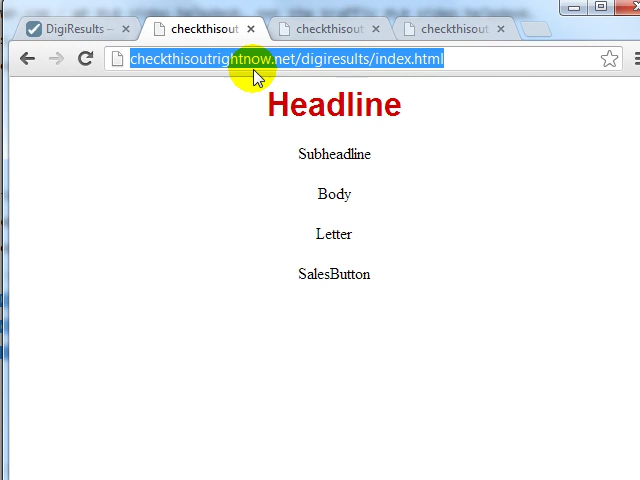 DigiResults –
checkthisout
checkthisout
checkthisout
checkthisoutrightnow.net/digiresults/index.html
Headline
Subheadline
Body
Letter
SalesButton